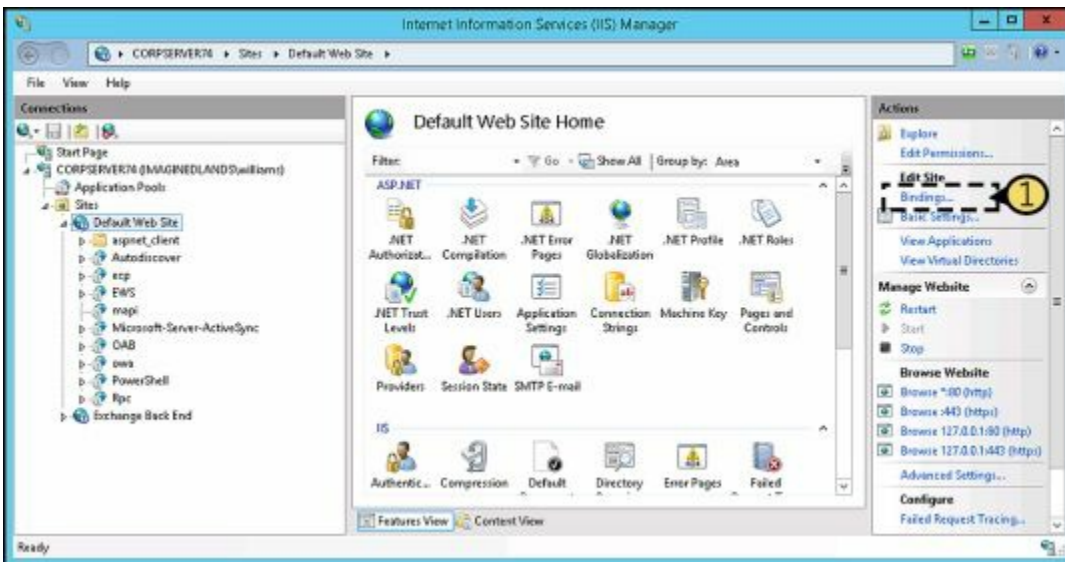 Internet Information Services (IIS) Manager
CORPSERVER74 Sites Default Web Site
File View Help
Connections
Start Page
CORPSERVER74 (IMAGINEDLANDS\williams)
Application Pools
Sites
Default Web Site
aspnet_client
Autodiscover
ecp
EWS
mapi
Microsoft-Server-ActiveSync
OAB
owa
PowerShell
Rpc
Exchange Back End
Default Web Site Home
Filter: Go Show All Group by: Area
ASP.NET
.NET Authorizat...
.NET Compilation
.NET Error Pages
.NET Globalization
.NET Profile
.NET Roles
.NET Trust Levels
.NET Users
Application Settings
Connection Strings
Machine Key
Pages and Controls
Providers
Session State
SMTP E-mail
IIS
Authentic...
Compression
Default
Directory
Error Pages
Failed
Features View Content View
Actions
Explore
Edit Permissions...
Edit Site
Bindings...
1
Basic Settings...
View Applications
View Virtual Directories
Manage Website
Restart
Start
Stop
Browse Website
Browse *:80 (http)
Browse :443 (https)
Browse 127.0.0.1:80 (http)
Browse 127.0.0.1:443 (https)
Advanced Settings...
Configure
Failed Request Tracing...
Ready